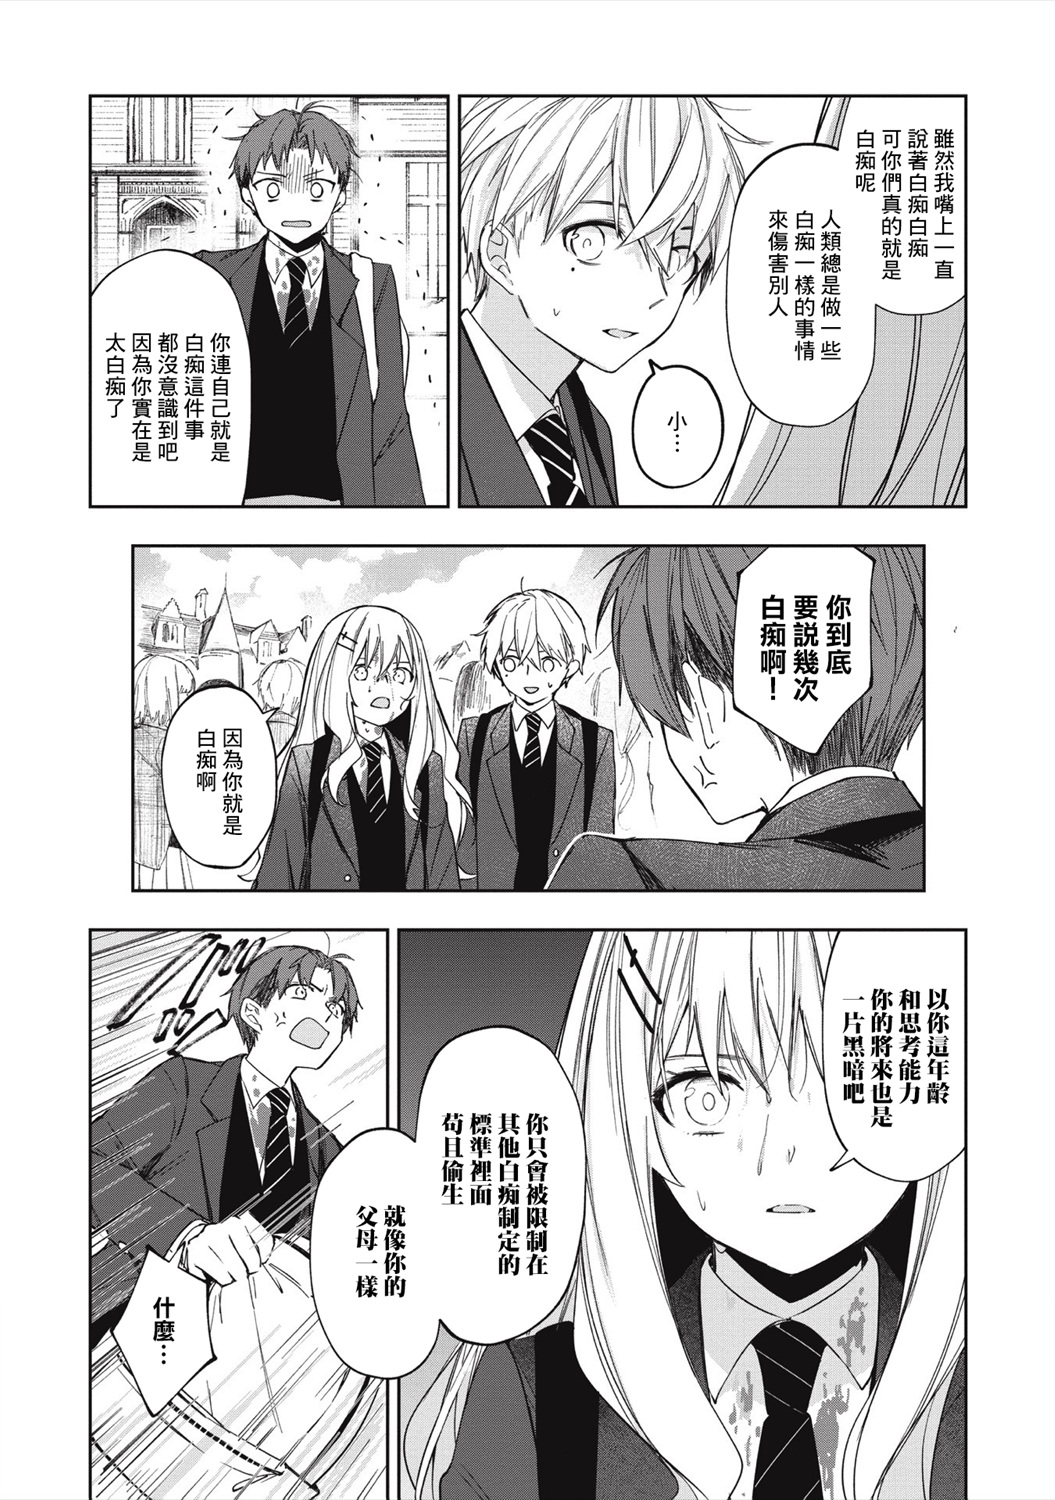 雖然我嘴上一直
說著白痴白痴
可你們真的就是
白痴呢
人類總是做一些
白痴一樣的事情
來傷害別人
小…
你連自己就是
白痴這件事
都沒意識到吧
因為你實在是
太白痴了
你到底
要說幾次
白痴啊！
因為你就是
白痴啊
以你這年齡
和思考能力
你的將來也是
一片黑暗吧
你只會被限制在
其他白痴制定的
標準裡面
苟且偷生
就像你的
父母一樣
什麼…